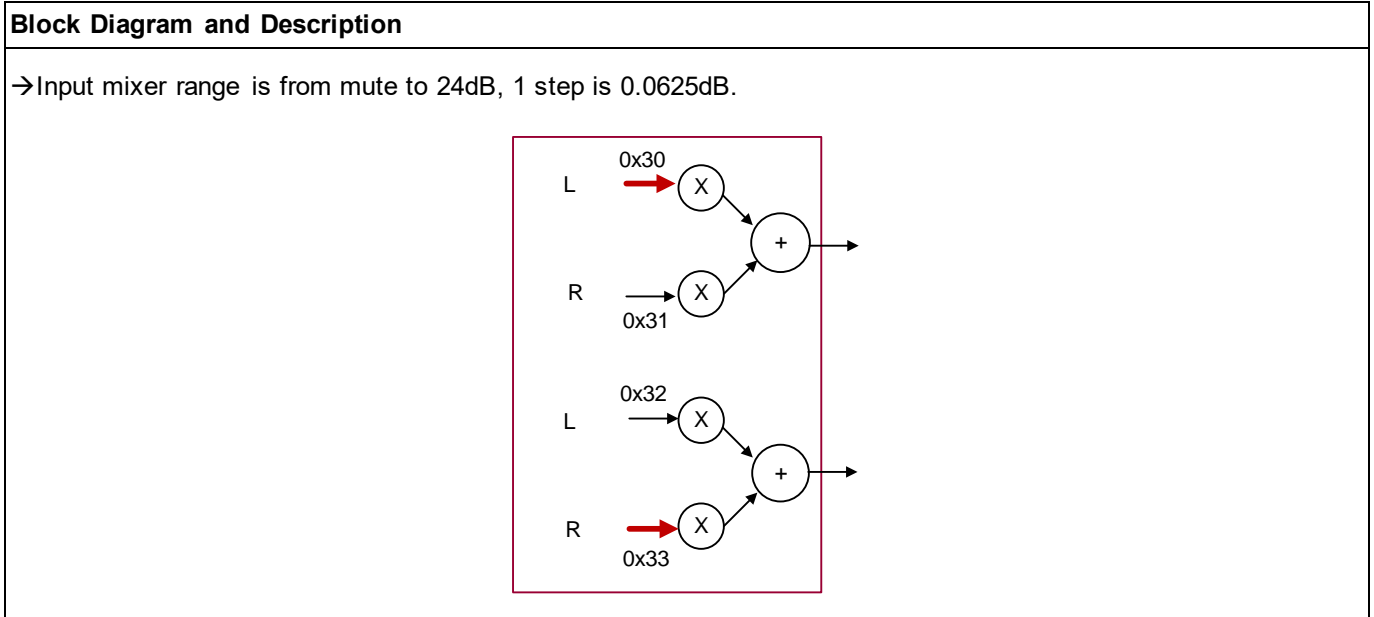 Block Diagram and Description
→Input mixer range is from mute to 24dB, 1 step is 0.0625dB.
0x30
L
X
+
R
X
0x31
0x32
L
X
+
R
X
0x33